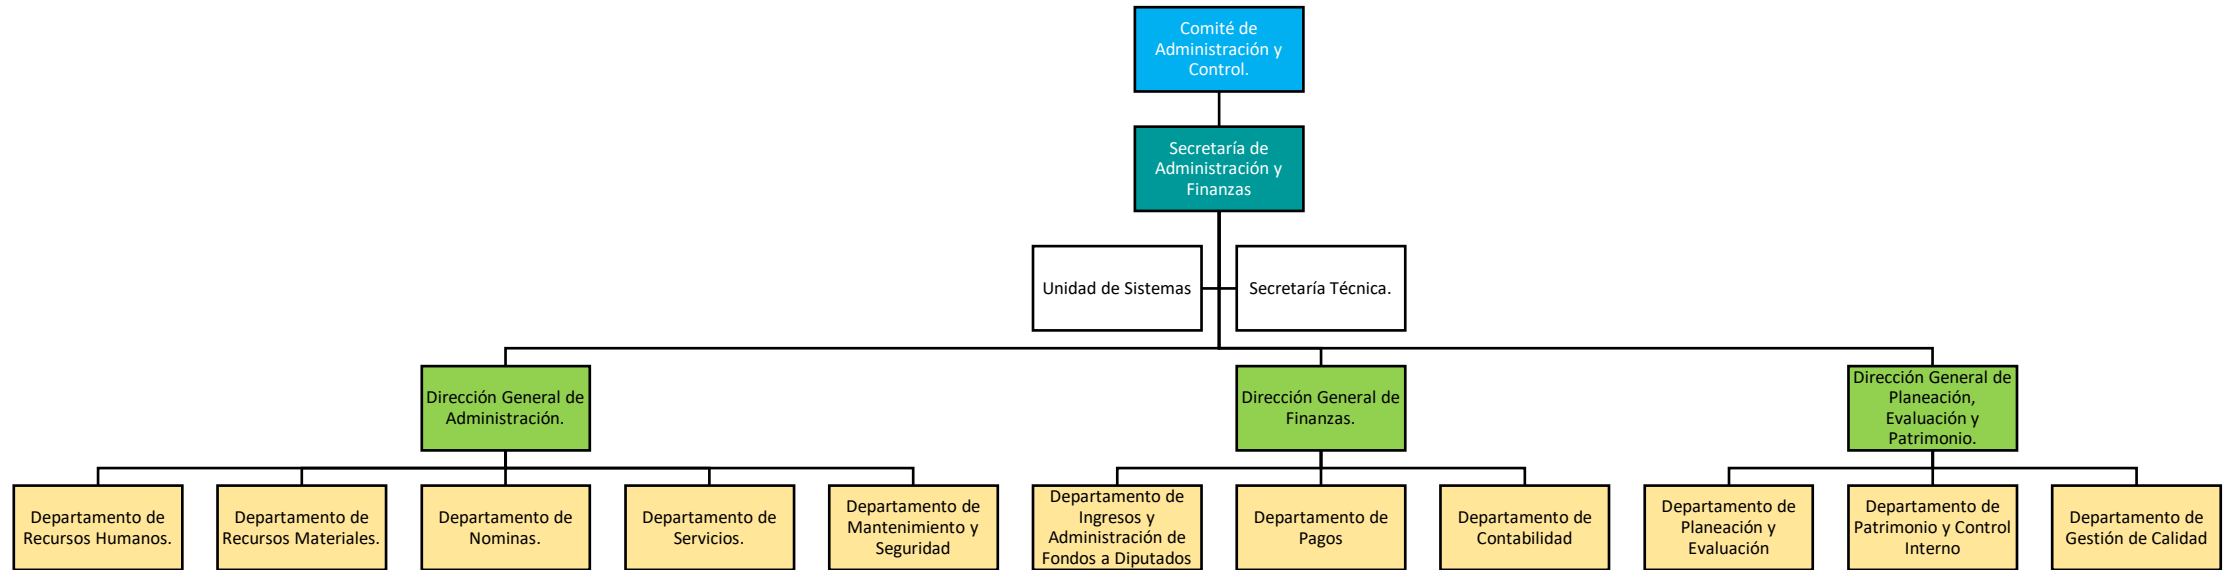 Comité de
Administración y
Control.
Secretaría de
Administración y
Finanzas
Unidad de Sistemas
Secretaría Técnica.
Dirección General de
Administración.
Dirección General de
Finanzas.
Dirección General de
Planeación,
Evaluación y
Patrimonio.
Departamento de
Recursos Humanos.
Departamento de
Recursos Materiales.
Departamento de
Nominas.
Departamento de
Servicios.
Departamento de
Mantenimiento y
Seguridad
Departamento de
Ingresos y
Administración de
Fondos a Diputados
Departamento de
Pagos
Departamento de
Contabilidad
Departamento de
Planeación y
Evaluación
Departamento de
Patrimonio y Control
Interno
Departamento de
Gestión de Calidad